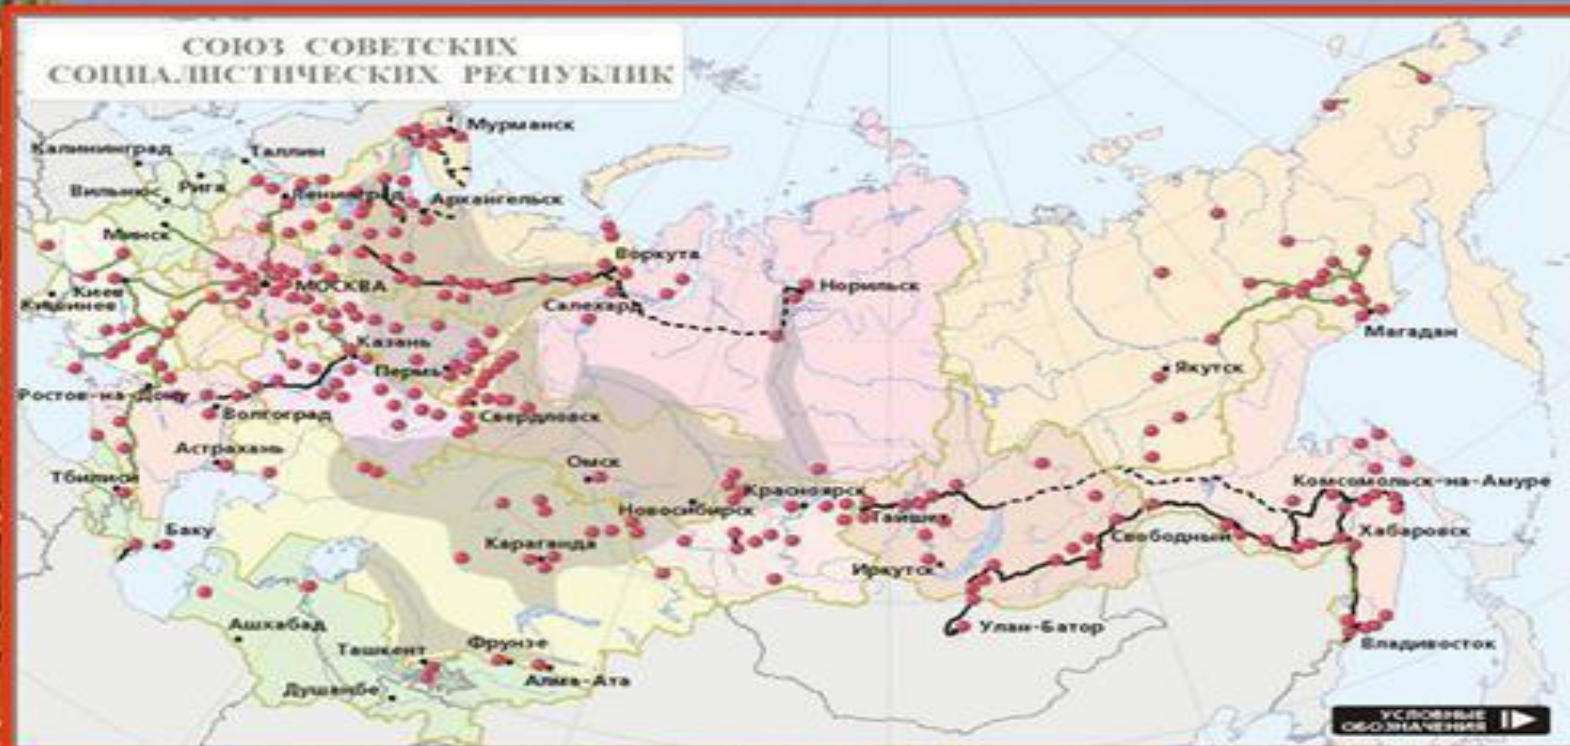 СОЮЗ СОВЕТСКИХ
СОЦИАЛИСТИЧЕСКИХ РЕСПУБЛИК
Мурманск
Калининград
Таллин
Вильнюс
Рига
Ленинград
Архангельск
Минск
Воркута
Киев
МОСКВА
Норильск
Кишинев
Салехард
Магадан
Казань
Пермь
Якутск
Ростов-на-Дону
Волгоград
Свердловск
Астрахань
Омск
Тбилиси
Красноярск
Комсомольск-на-Амуре
Новосибирск
Тайшет
Баку
Караганда
Свободный
Хабаровск
Иркутск
Ашхабад
Улан-Батор
Ташкент
Фрунзе
Владивосток
Душанбе
Алма-Ата
УСЛОВНЫЕ
ОБОЗНАЧЕНИЯ